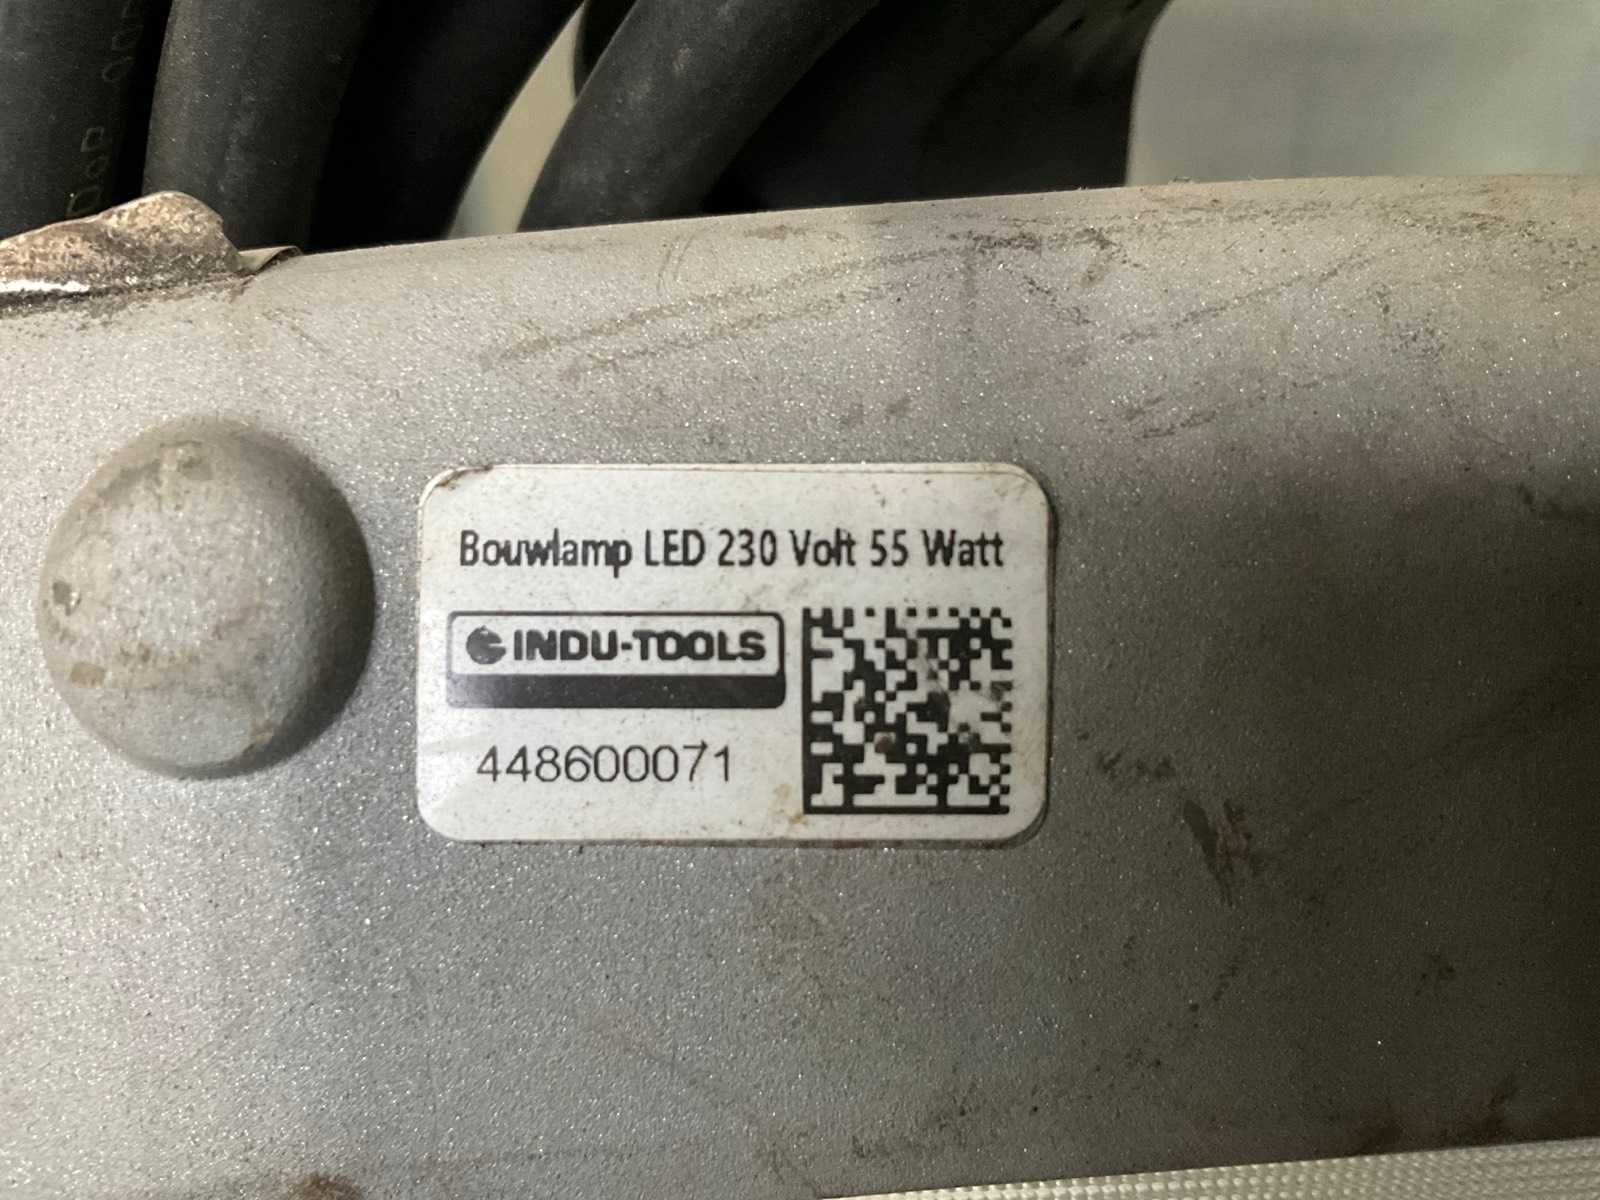 Bouwlamp LED 230 Volt 55 Watt
INDU-TOOLS
448600071